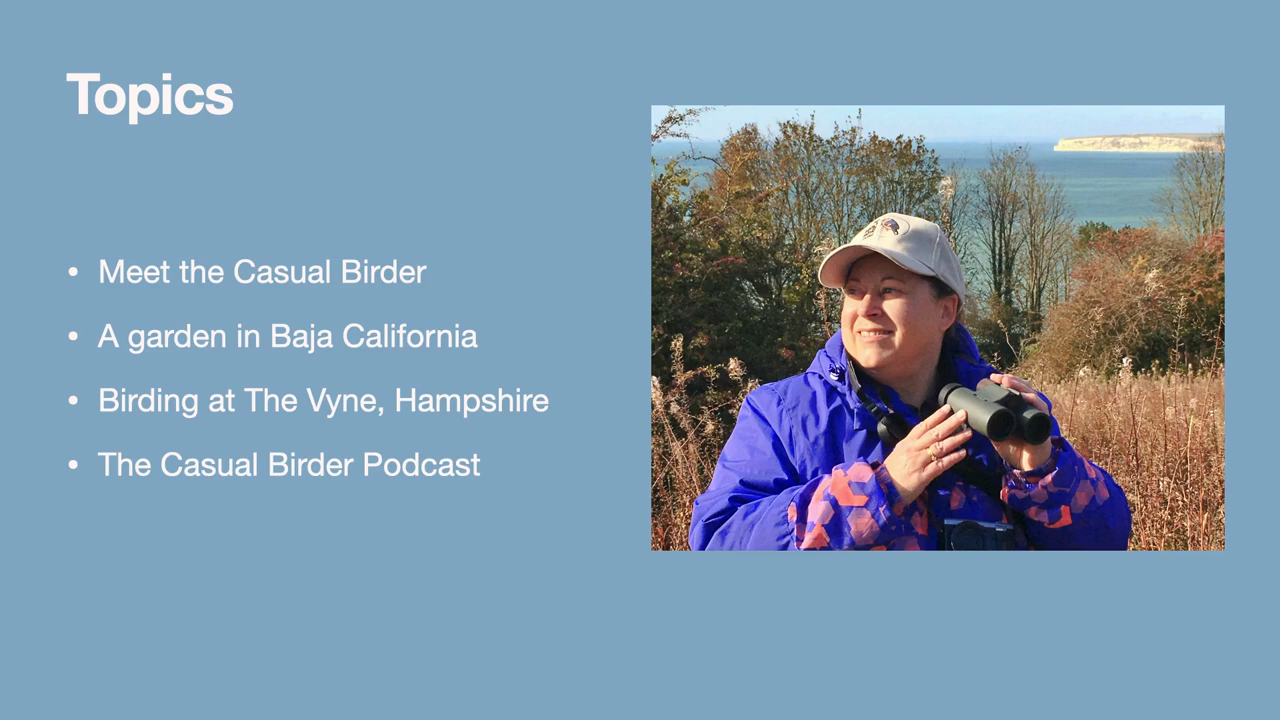 Topics
• Meet the Casual Birder
• A garden in Baja California
• Birding at The Vyne, Hampshire
• The Casual Birder Podcast